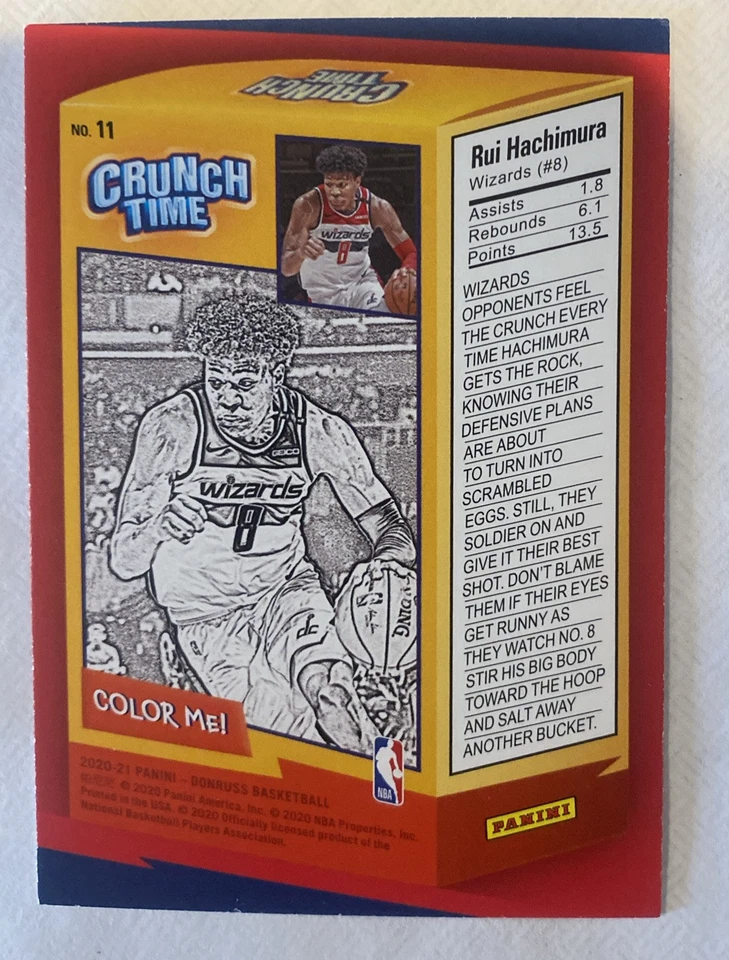 CRUNCH
TIME
NO. 11
CRUNCH
TIME
wizards
8
GEICO
wizards
8
dc
COLOR ME!
2020-21 PANINI – DONRUSS BASKETBALL
© 2020 Panini America, Inc. © 2020 NBA Properties, Inc.
Printed in the USA. © 2020 Officially licensed product of the
National Basketball Players Association.
NBA
Rui Hachimura
Wizards (#8)
Assists 1.8
Rebounds 6.1
Points 13.5
WIZARDS
OPPONENTS FEEL
THE CRUNCH EVERY
TIME HACHIMURA
GETS THE ROCK,
KNOWING THEIR
DEFENSIVE PLANS
ARE ABOUT
TO TURN INTO
SCRAMBLED
EGGS. STILL, THEY
SOLDIER ON AND
GIVE IT THEIR BEST
SHOT. DON'T BLAME
THEM IF THEIR EYES
GET RUNNY AS
THEY WATCH NO. 8
STIR HIS BIG BODY
TOWARD THE HOOP
AND SALT AWAY
ANOTHER BUCKET.
PANINI